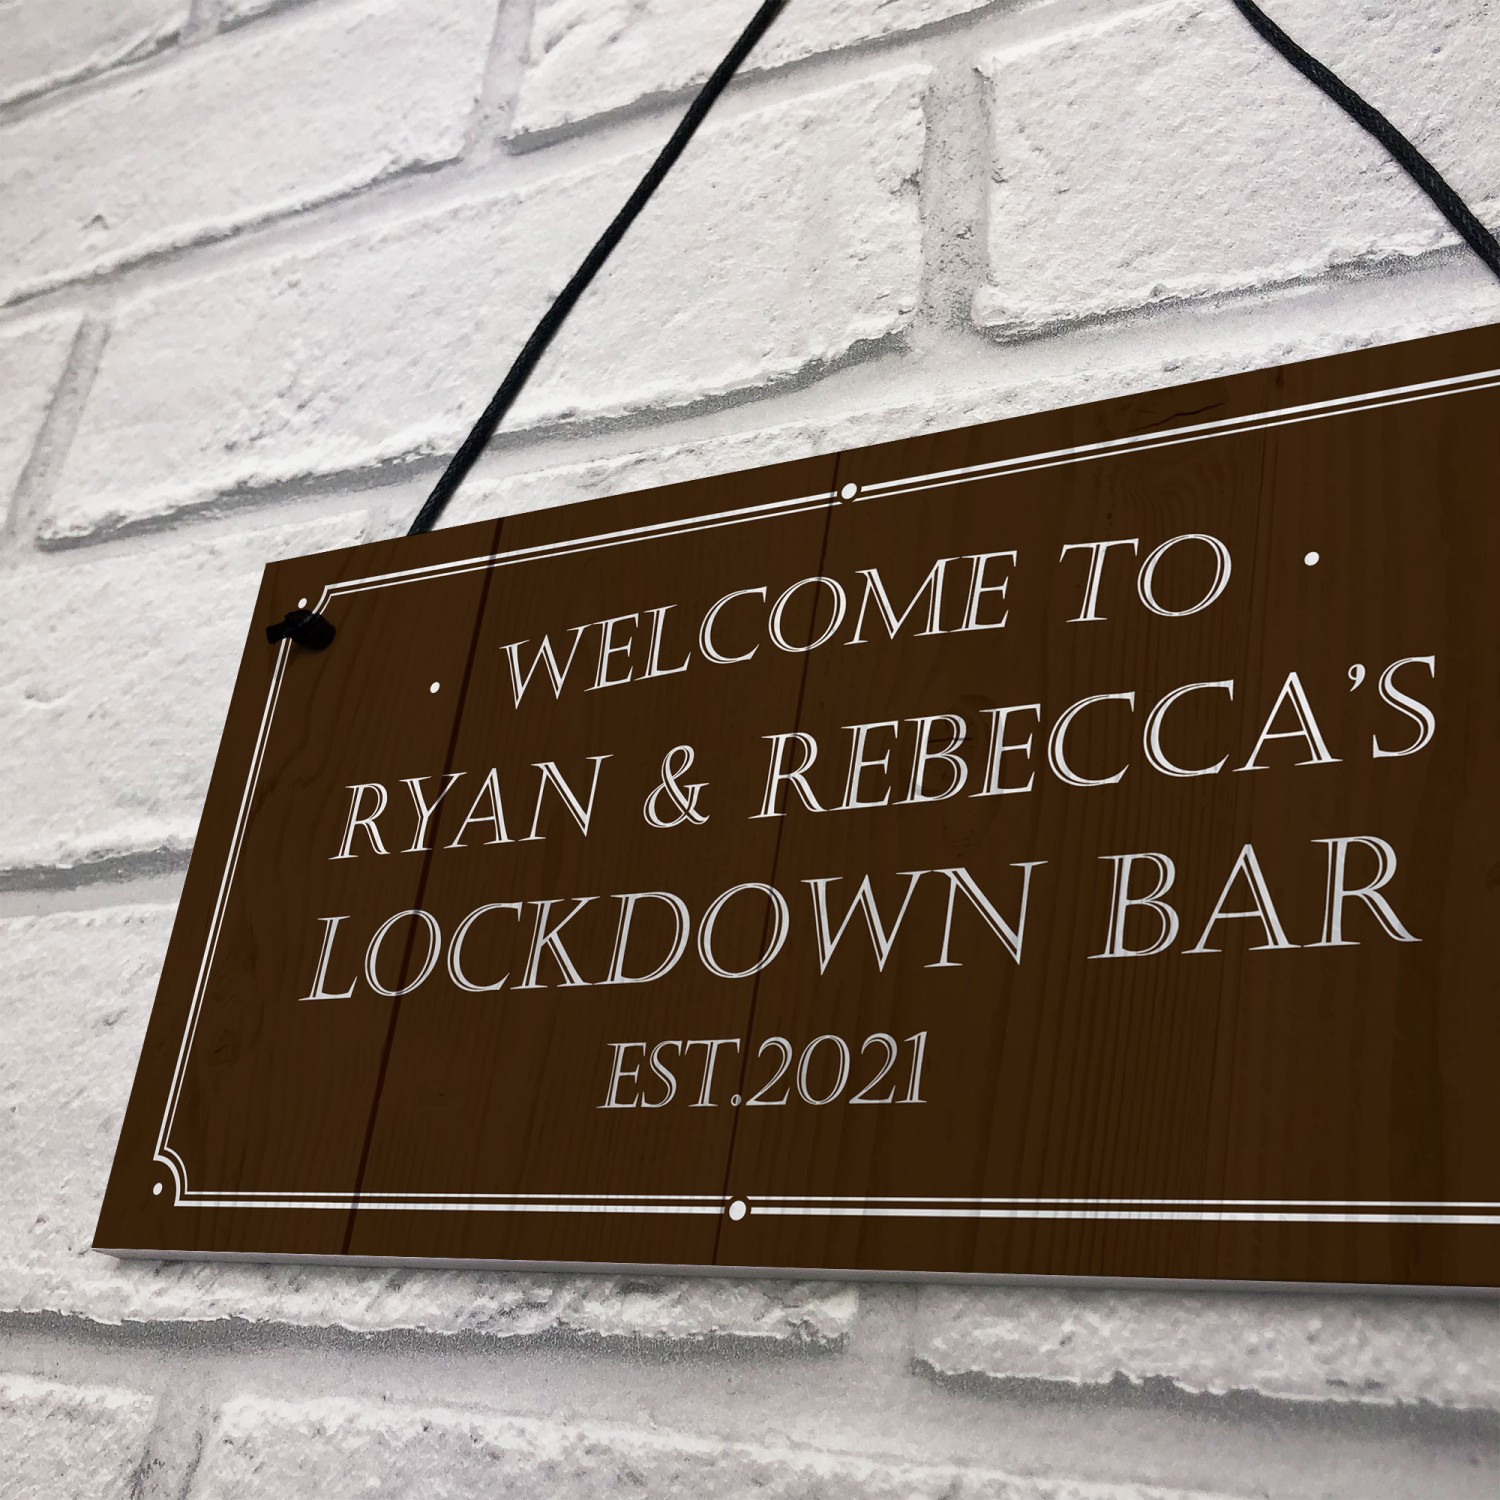 · WELCOME TO ·
RYAN & REBECCA'S
LOCKDOWN BAR
EST.2021